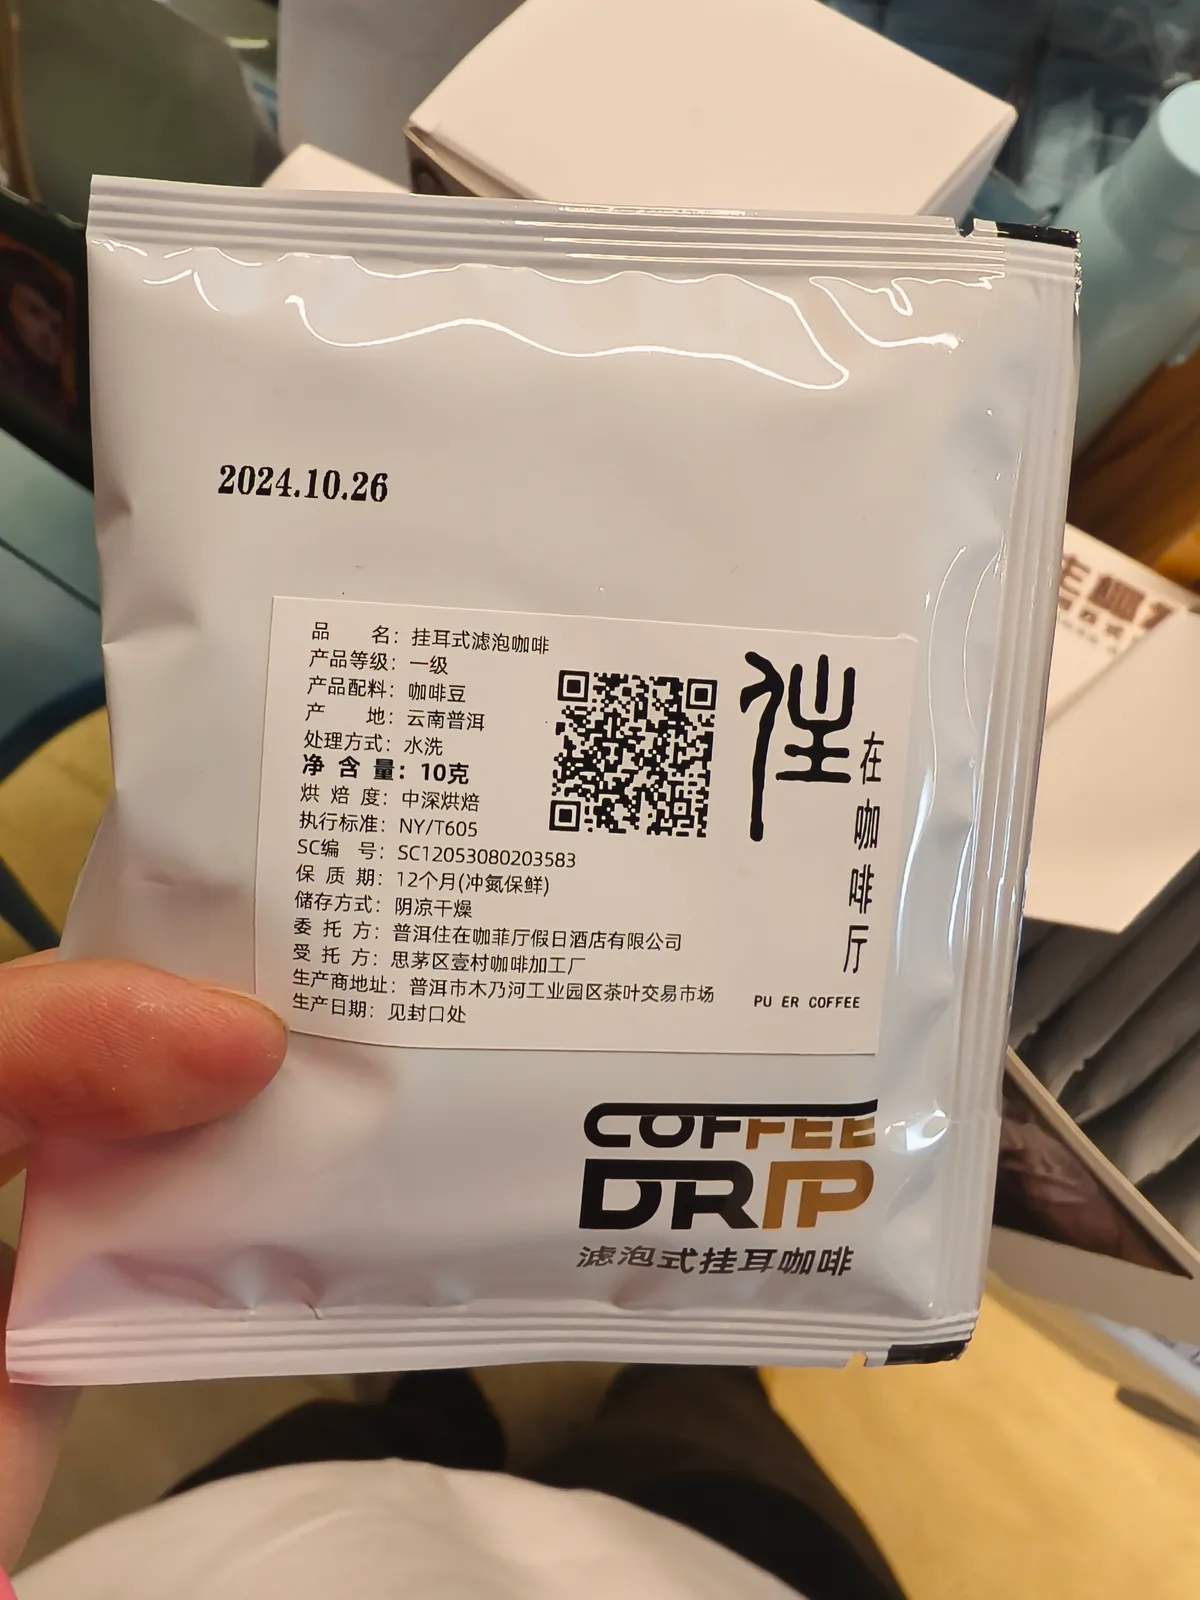 2024.10.26
品 名：挂耳式滤泡咖啡
产品等级：一级
产品配料：咖啡豆
产 地：云南普洱
处理方式：水洗
净 含 量：10克
烘 焙 度：中深烘焙
执行标准：NY/T605
SC编 号：SC12053080203583
保 质 期：12个月(冲氮保鲜)
储存方式：阴凉干燥
委 托 方：普洱住在咖菲厅假日酒店有限公司
受 托 方：思茅区壹村咖啡加工厂
生产商地址：普洱市木乃河工业园区茶叶交易市场
生产日期：见封口处
住
在咖啡厅
PU ER COFFEE
COFFEE
DRIP
滤泡式挂耳咖啡